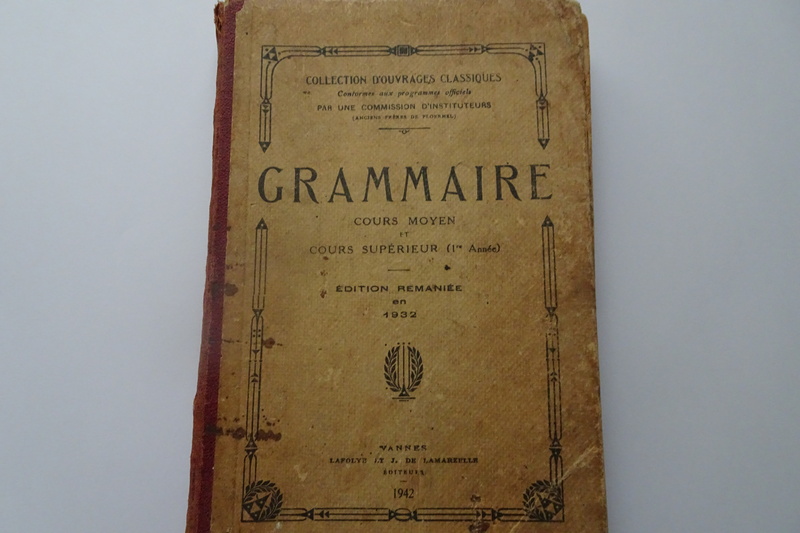 COLLECTION D'OUVRAGES CLASSIQUES
Conformes aux programmes officiels
PAR UNE COMMISSION D'INSTITUTEURS
(ANCIENS FRÈRES DE PLOERMEL)
GRAMMAIRE
COURS MOYEN
ET
COURS SUPÉRIEUR (1re Année)
ÉDITION REMANIÉE
en
1932
VANNES
LAFOLYE ET J. DE LAMARZELLE
ÉDITEURS
1942